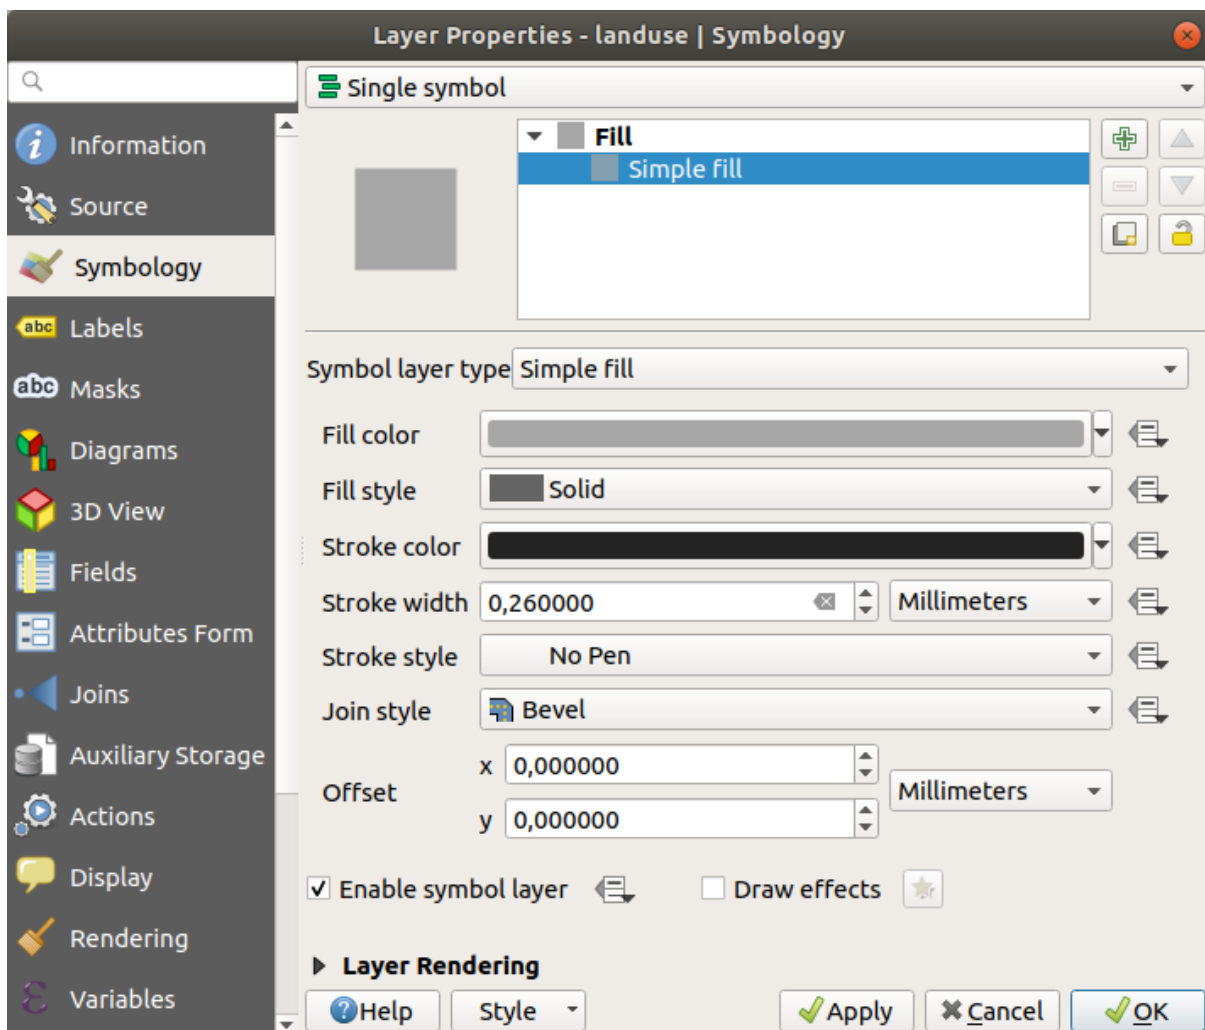 Layer Properties - landuse | Symbology
Single symbol
Information
Source
Symbology
abc Labels
abc Masks
Diagrams
3D View
Fields
Attributes Form
Joins
Auxiliary Storage
Actions
Display
Rendering
Variables
Fill
Simple fill
Symbol layer type Simple fill
Fill color
Fill style Solid
Stroke color
Stroke width 0,260000 Millimeters
Stroke style No Pen
Join style Bevel
Offset x 0,000000 Millimeters
y 0,000000
Enable symbol layer Draw effects
Layer Rendering
Help Style Apply Cancel OK